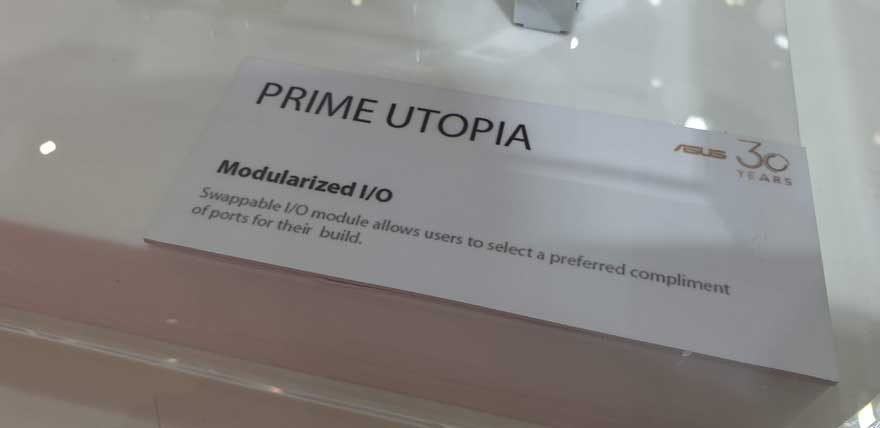 PRIME UTOPIA
ASUS 30
YEARS
Modularized I/O
Swappable I/O module allows users to select a preferred compliment
of ports for their build.